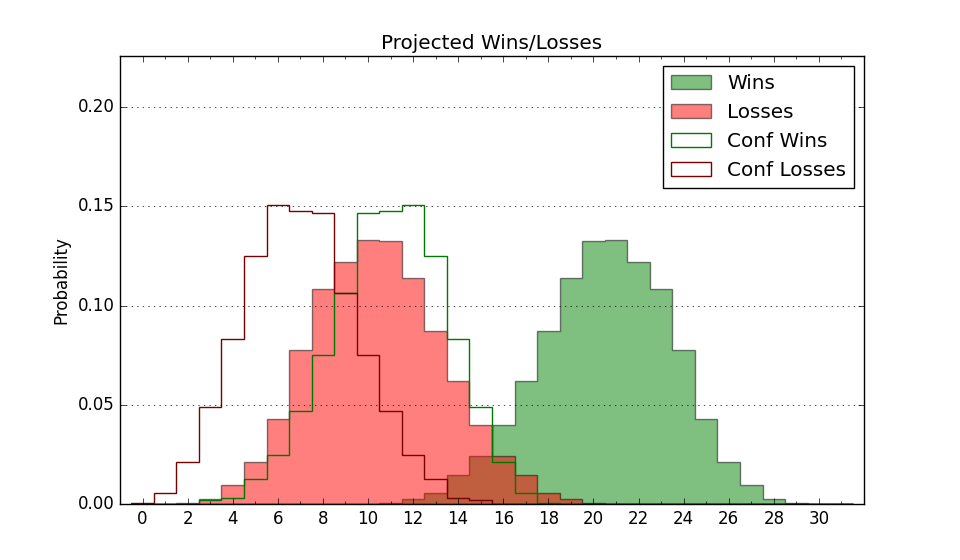 Projected Wins/Losses
Wins
Losses
Conf Wins
Conf Losses
Probability
0.20
0.15
0.10
0.05
0.00
0 2 4 6 8 10 12 14 16 18 20 22 24 26 28 30